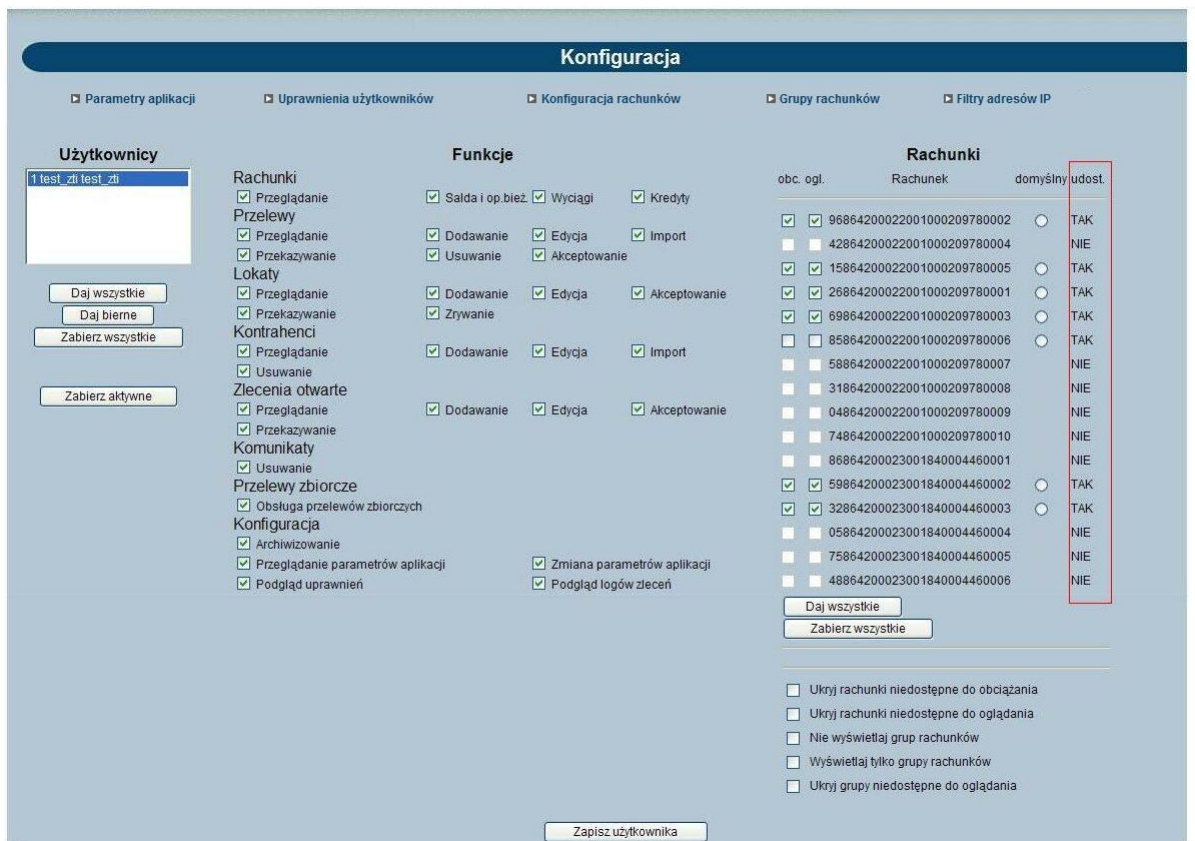 Konfiguracja
Parametry aplikacji Uprawnienia użytkowników Konfiguracja rachunków Grupy rachunków Filtry adresów IP
Użytkownicy
1 test_zti test_zti
Daj wszystkie
Daj bierne
Zabierz wszystkie
Zabierz aktywne
Funkcje
Rachunki
Przeglądanie Salda i op.bież. Wyciągi Kredyty
Przelewy
Przeglądanie Dodawanie Edycja Import
Przekazywanie Usuwanie Akceptowanie
Lokaty
Przeglądanie Dodawanie Edycja Akceptowanie
Przekazywanie Zrywanie
Kontrahenci
Przeglądanie Dodawanie Edycja Import
Usuwanie
Zlecenia otwarte
Przeglądanie Dodawanie Edycja Akceptowanie
Przekazywanie
Komunikaty
Usuwanie
Przelewy zbiorcze
Obsługa przelewów zbiorczych
Konfiguracja
Archiwizowanie
Przeglądanie parametrów aplikacji Zmiana parametrów aplikacji
Podgląd uprawnień Podgląd logów zleceń
Rachunki
obc. ogl. Rachunek domyślny udost.
96864200022001000209780002 TAK
42864200022001000209780004 NIE
15864200022001000209780005 TAK
26864200022001000209780001 TAK
69864200022001000209780003 TAK
85864200022001000209780006 TAK
58864200022001000209780007 NIE
31864200022001000209780008 NIE
04864200022001000209780009 NIE
74864200022001000209780010 NIE
86864200023001840004460001 NIE
59864200023001840004460002 TAK
32864200023001840004460003 TAK
05864200023001840004460004 NIE
75864200023001840004460005 NIE
48864200023001840004460006 NIE
Daj wszystkie
Zabierz wszystkie
Ukryj rachunki niedostępne do obciążania
Ukryj rachunki niedostępne do oglądania
Nie wyświetlaj grup rachunków
Wyświetlaj tylko grupy rachunków
Ukryj grupy niedostępne do oglądania
Zapisz użytkownika